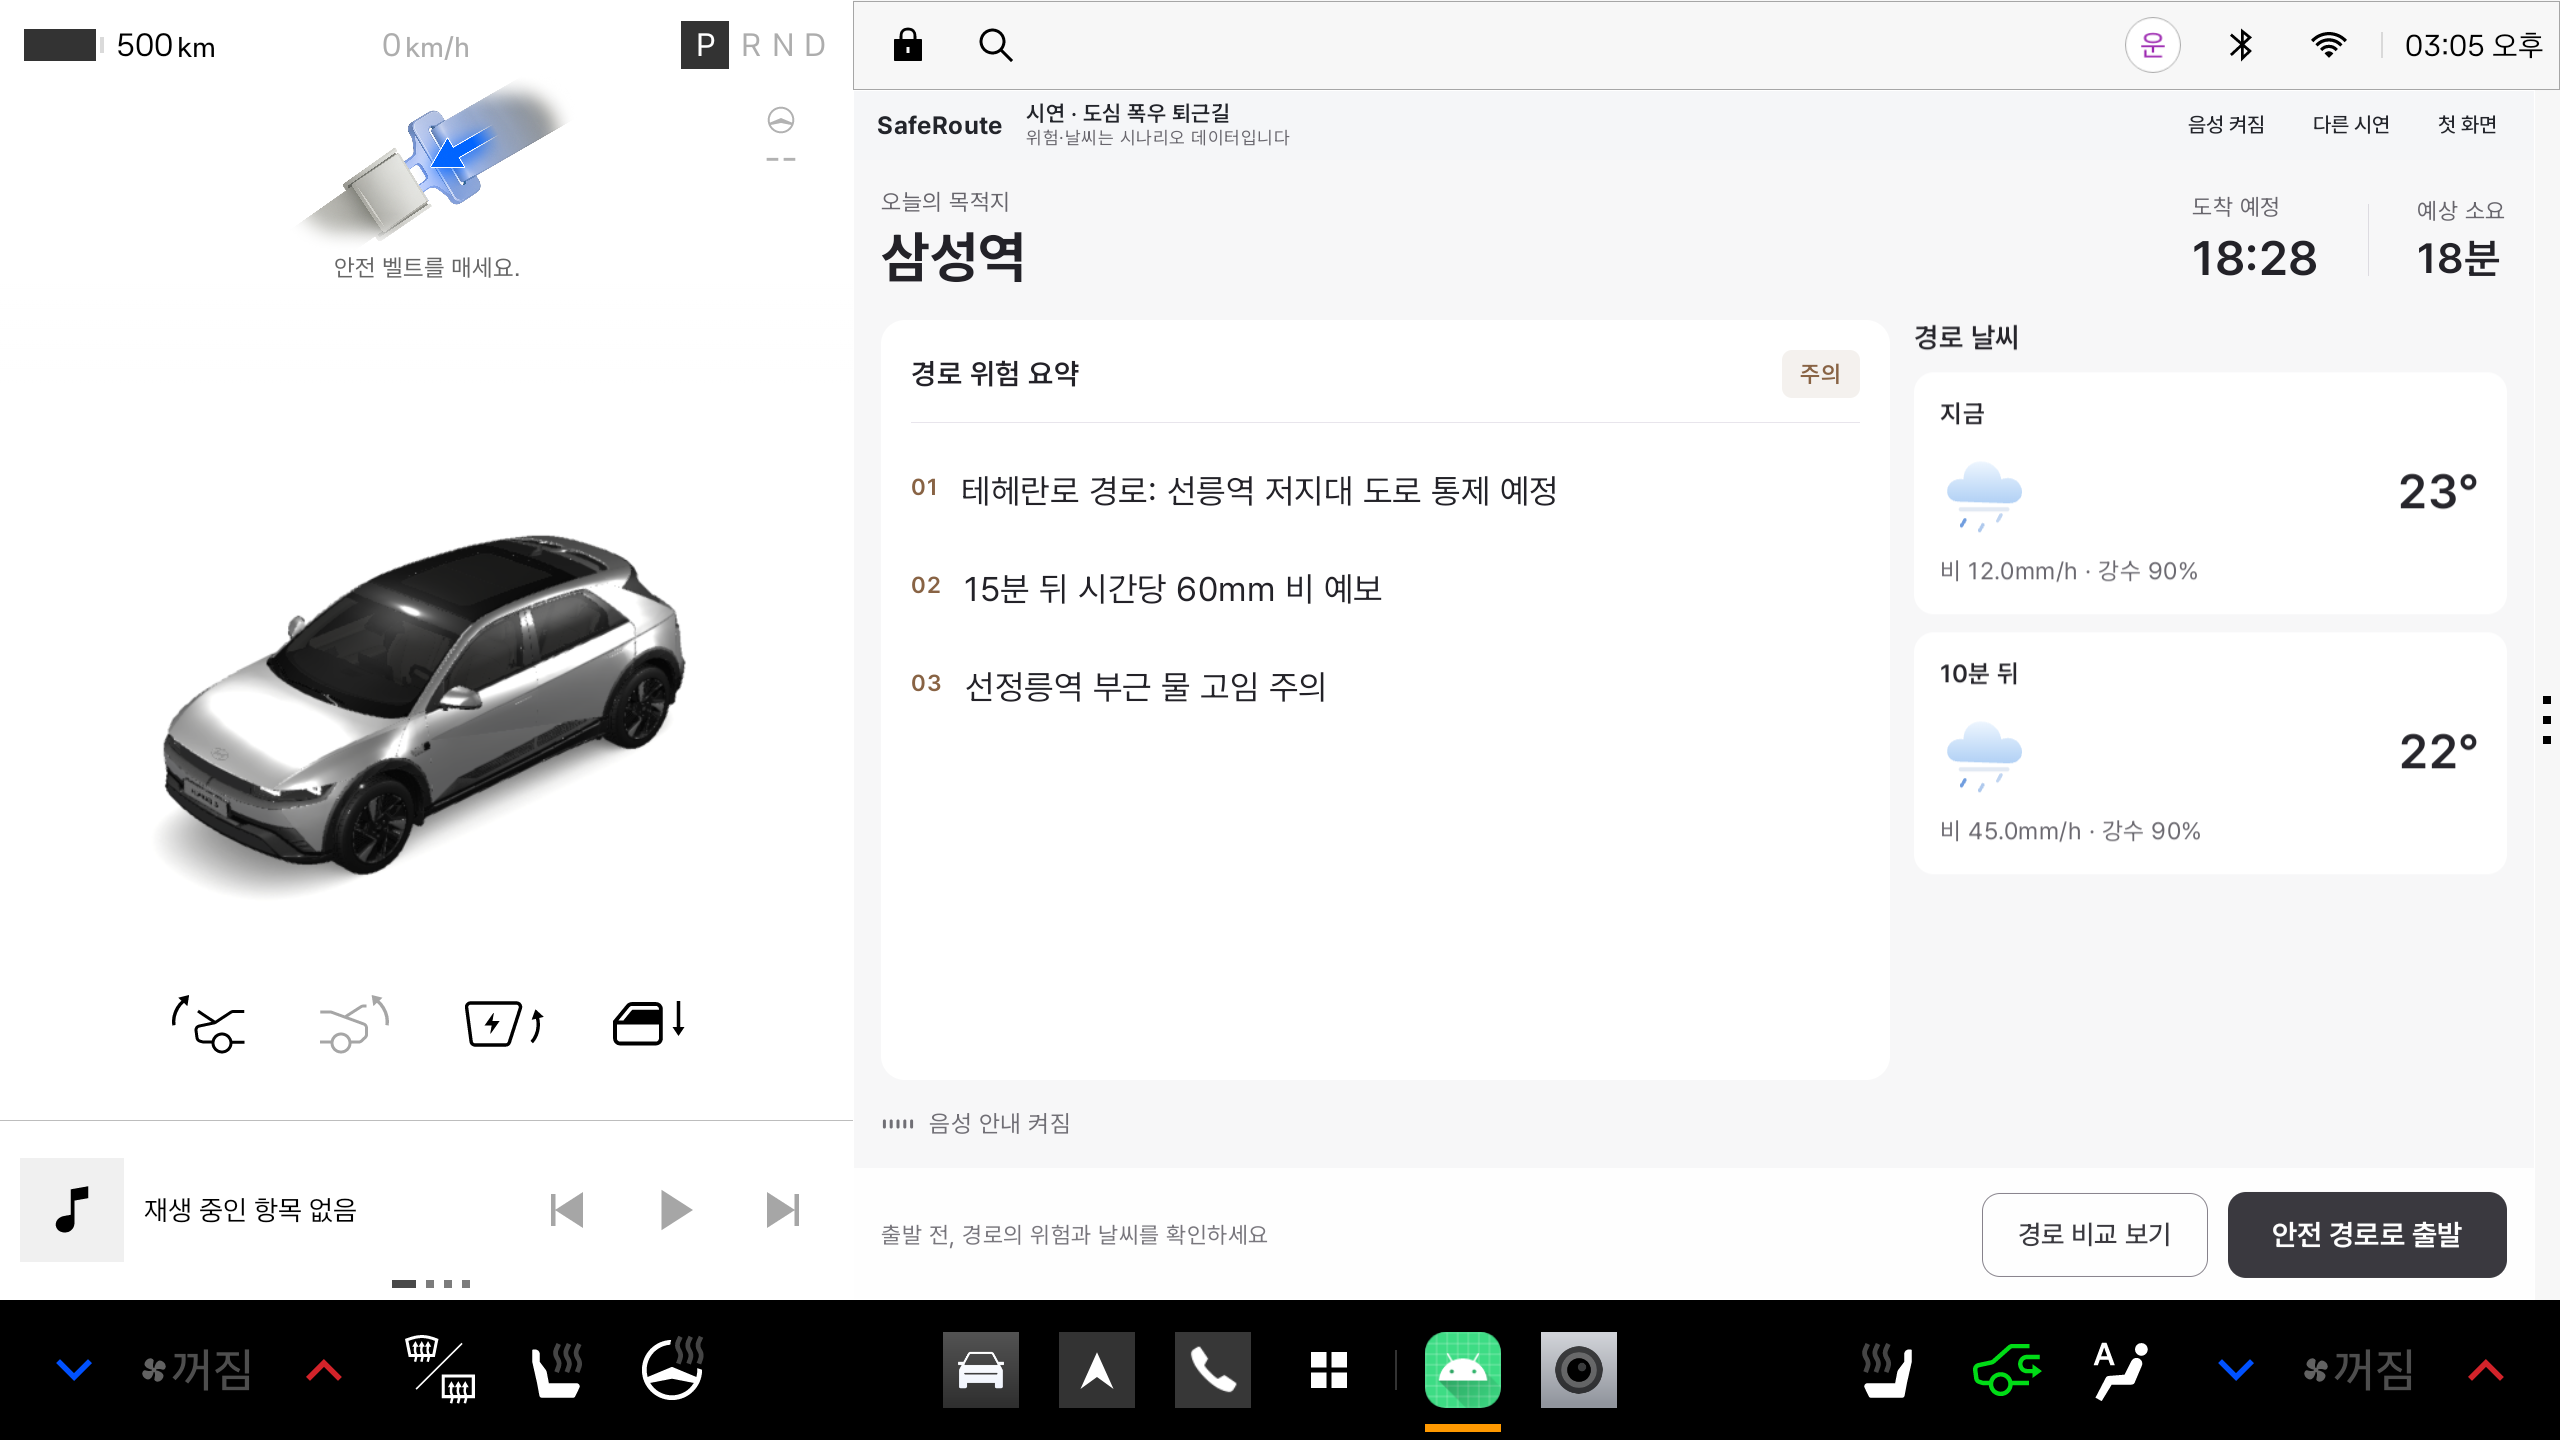 500 km
0 km/h
P R N D
안전 벨트를 매세요.
재생 중인 항목 없음
운
03:05 오후
SafeRoute
시연 · 도심 폭우 퇴근길
위험·날씨는 시나리오 데이터입니다
음성 켜짐
다른 시연
첫 화면
오늘의 목적지
삼성역
도착 예정
18:28
예상 소요
18분
경로 위험 요약
주의
01 테헤란로 경로: 선릉역 저지대 도로 통제 예정
02 15분 뒤 시간당 60mm 비 예보
03 선정릉역 부근 물 고임 주의
경로 날씨
지금
23°
비 12.0mm/h · 강수 90%
10분 뒤
22°
비 45.0mm/h · 강수 90%
음성 안내 켜짐
출발 전, 경로의 위험과 날씨를 확인하세요
경로 비교 보기
안전 경로로 출발
꺼짐
A
꺼짐